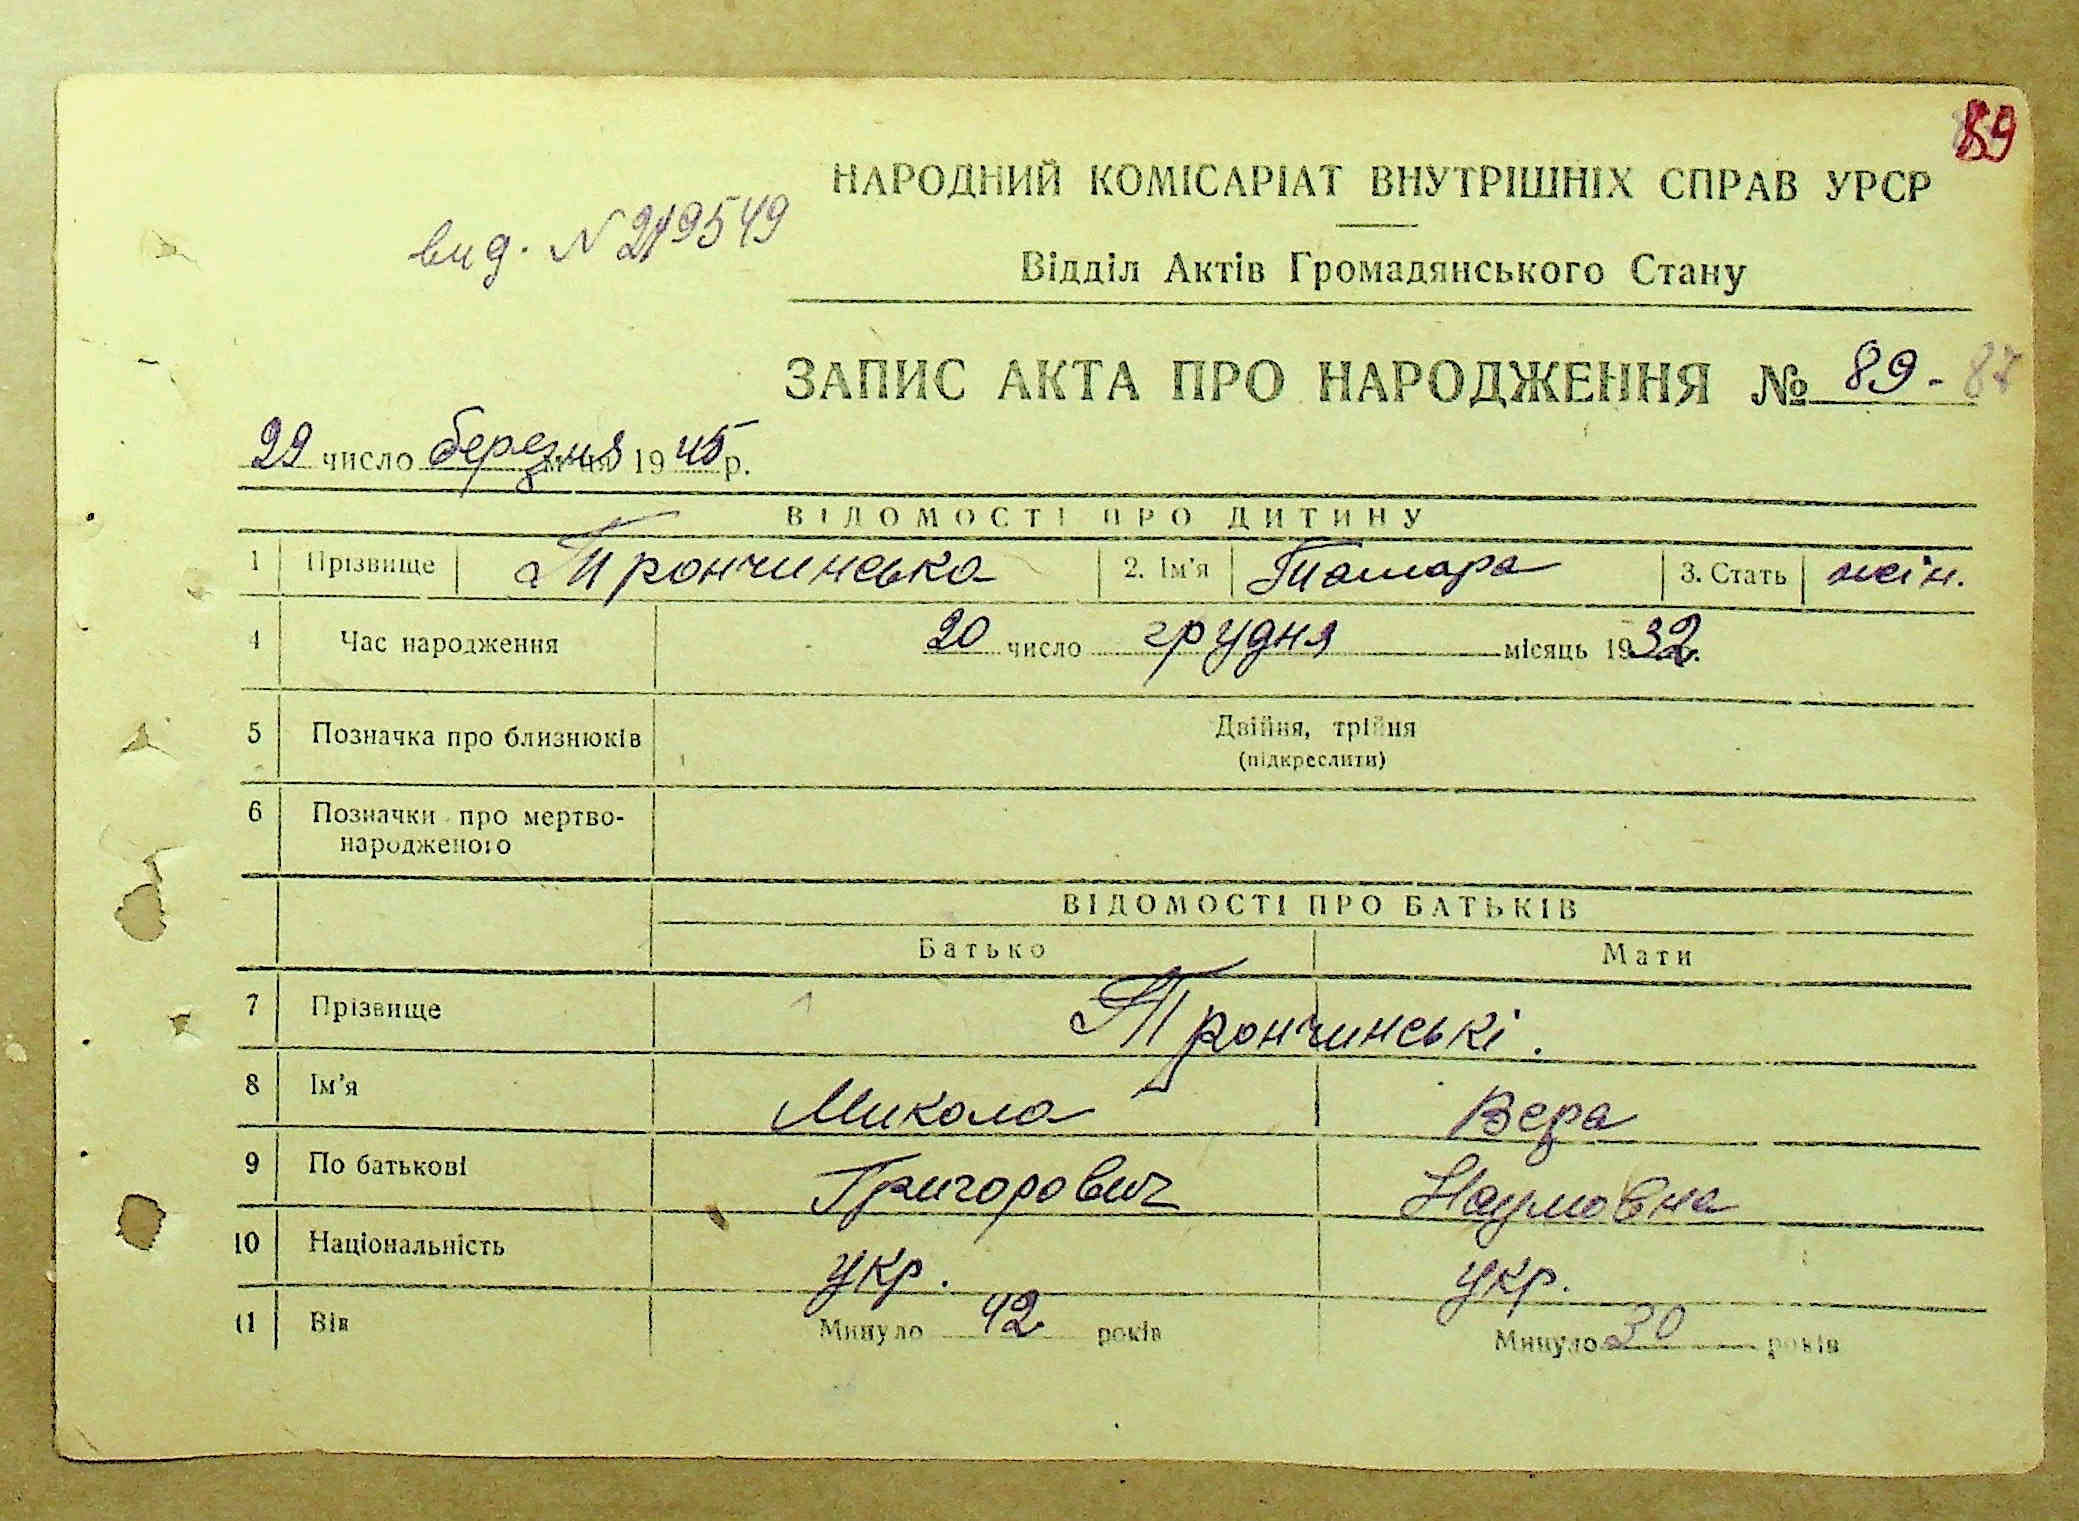 89
НАРОДНИЙ КОМІСАРІАТ ВНУТРІШНІХ СПРАВ УРСР
вид. N 219549
Відділ Актів Громадянського Стану
ЗАПИС АКТА ПРО НАРОДЖЕННЯ № 89 - 87
29 число березня 1945 р.
ВІДОМОСТІ ПРО ДИТИНУ
1 Прізвище Трончинська 2. Ім'я Тамара 3. Стать жін.
4 Час народження 20 число грудня місяць 1932
5 Позначка про близнюків Двійня, трійня
(підкреслити)
6 Позначки про мертво-
народженого
ВІДОМОСТІ ПРО БАТЬКІВ
Батько Мати
7 Прізвище Трончинські.
8 Ім'я Микола Вера
9 По батькові Григорович Наумовна
10 Національність укр. укр.
11 Вік Минуло 42 років Минуло 30 років